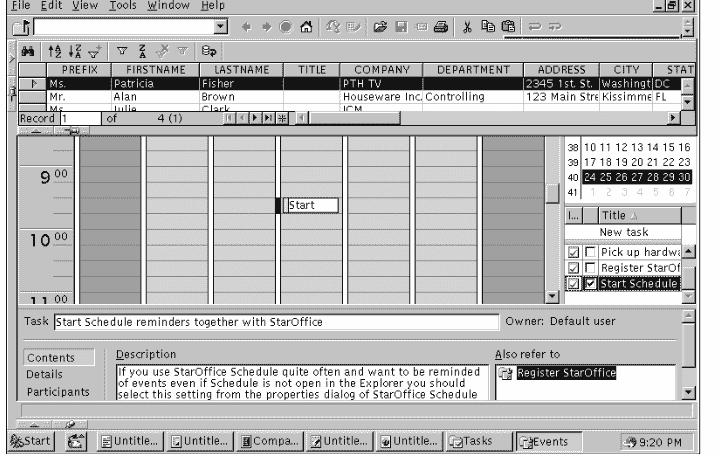 File Edit View Tools Window Help
PREFIX FIRSTNAME LASTNAME TITLE COMPANY DEPARTMENT ADDRESS CITY STAT
Ms. Patricia Fisher PTH TV 2345 1st. St. Washingt DC
Mr. Alan Brown Houseware Inc. Controlling 123 Main Stre Kissimme FL
Ms Julie Clark ICM
Record 1 of 4 (1)
38 10 11 12 13 14 15 16
39 17 18 19 20 21 22 23
40 24 25 26 27 28 29 30
41 1 2 3 4 5 6 7
9 00
Start
10 00
11 00
I... Title
New task
Pick up hardwa
Register StarOf
Start Schedule
Task Start Schedule reminders together with StarOffice Owner: Default user
Contents
Details
Participants
Description
If you use StarOffice Schedule quite often and want to be reminded
of events even if Schedule is not open in the Explorer you should
select this setting from the properties dialog of StarOffice Schedule
Also refer to
Register StarOffice
Start Untitle... Untitle... Compa... Untitle... Untitle... Tasks Events 9:20 PM